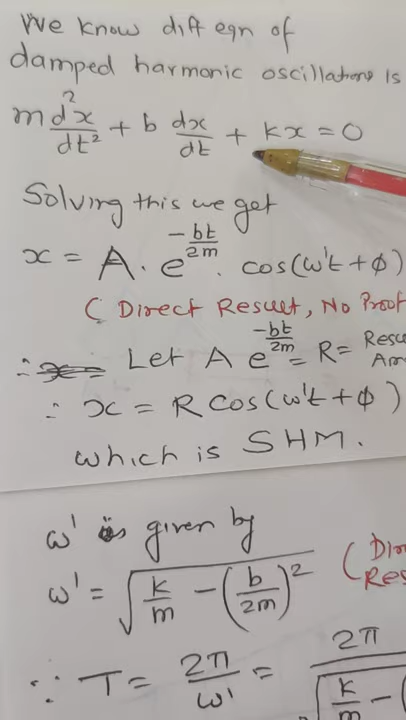 We know diff eqn of
damped harmonic oscillations is
m d²x/dt² + b dx/dt + kx = 0
Solving this we get
x = A. e^(-bt/2m) . cos(ω't + φ)
( Direct Result, No Proof
∴ Let A e^(-bt/2m) = R =
∴ x = R cos(ω't + φ)
which is SHM.
ω' is given by
ω' = √(k/m - (b/2m)²)
∵ T = 2π/ω' = 2π/√(k/m - (